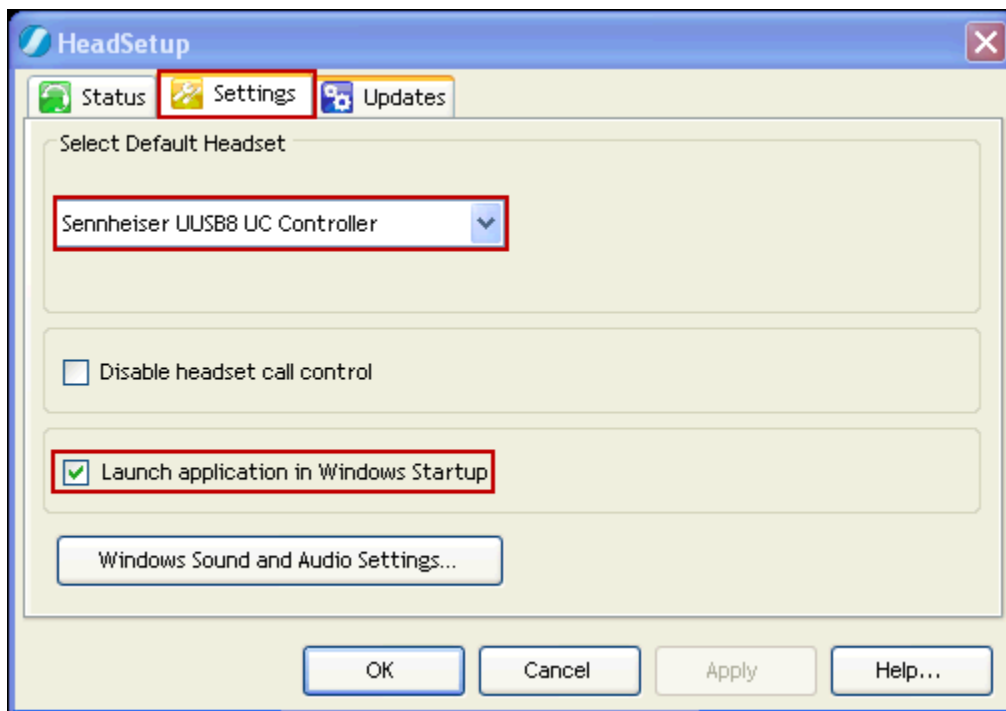 HeadSetup
Status Settings Updates
Select Default Headset
Sennheiser UUSB8 UC Controller
Disable headset call control
Launch application in Windows Startup
Windows Sound and Audio Settings...
OK Cancel Apply Help...